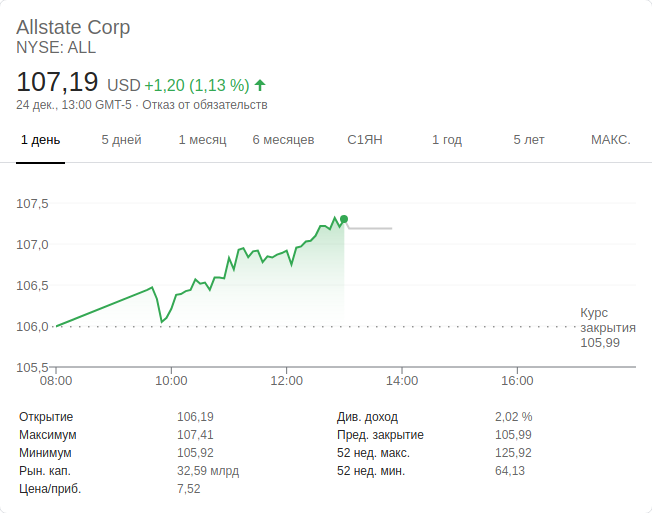 Allstate Corp
NYSE: ALL
107,19 USD +1,20 (1,13 %)
24 дек., 13:00 GMT-5 · Отказ от обязательств
1 день 5 дней 1 месяц 6 месяцев С1ЯН 1 год 5 лет МАКС.
107,5
107,0
106,5
106,0
105,5
Курс
закрытия
105,99
08:00 10:00 12:00 14:00 16:00
Открытие 106,19 Див. доход 2,02 %
Максимум 107,41 Пред. закрытие 105,99
Минимум 105,92 52 нед. макс. 125,92
Рын. кап. 32,59 млрд 52 нед. мин. 64,13
Цена/приб. 7,52